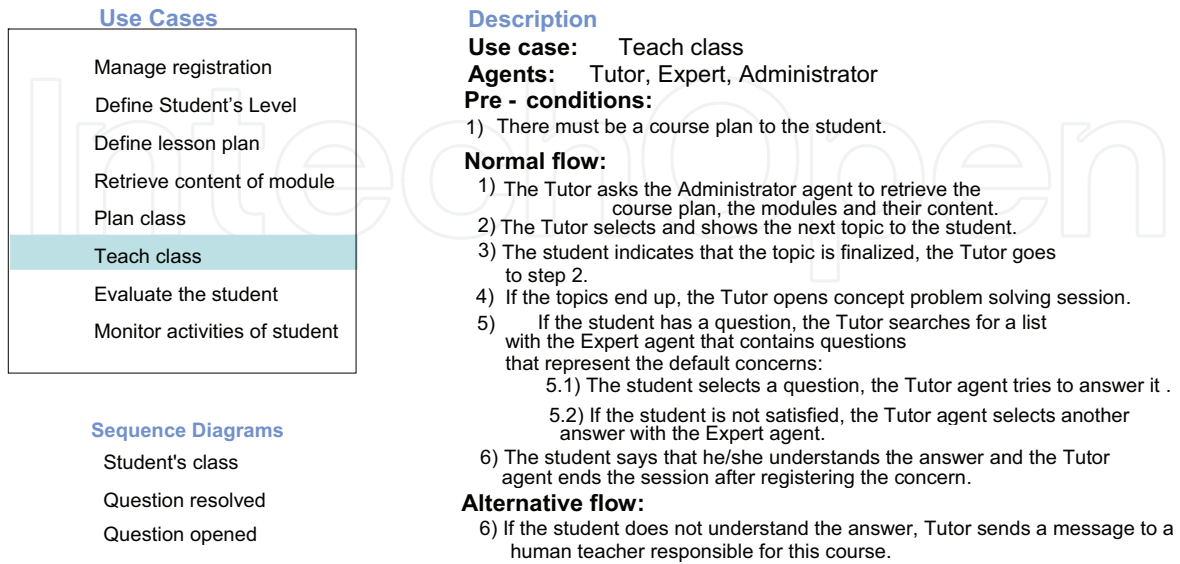 Use Cases
Manage registration
Define Student's Level
Define lesson plan
Retrieve content of module
Plan class
Teach class
Evaluate the student
Monitor activities of student
Sequence Diagrams
Student's class
Question resolved
Question opened
Description
Use case: Teach class
Agents: Tutor, Expert, Administrator
Pre - conditions:
1) There must be a course plan to the student.
Normal flow:
1) The Tutor asks the Administrator agent to retrieve the
course plan, the modules and their content.
2) The Tutor selects and shows the next topic to the student.
3) The student indicates that the topic is finalized, the Tutor goes
to step 2.
4) If the topics end up, the Tutor opens concept problem solving session.
5) If the student has a question, the Tutor searches for a list
with the Expert agent that contains questions
that represent the default concerns:
5.1) The student selects a question, the Tutor agent tries to answer it .
5.2) If the student is not satisfied, the Tutor agent selects another
answer with the Expert agent.
6) The student says that he/she understands the answer and the Tutor
agent ends the session after registering the concern.
Alternative flow:
6) If the student does not understand the answer, Tutor sends a message to a
human teacher responsible for this course.
IntechOpen